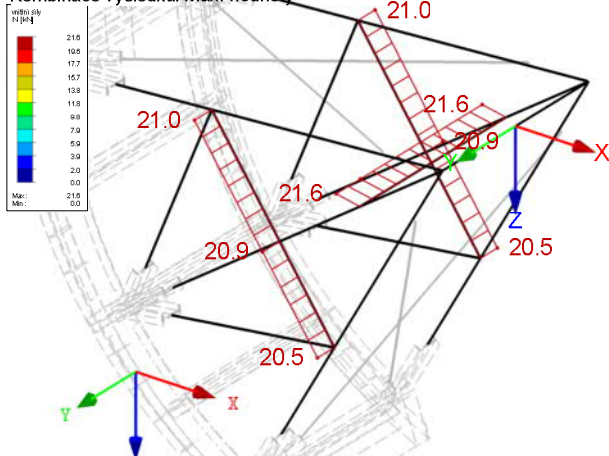 vnitřní síly
N [kN]
21.6
19.6
17.7
15.7
13.8
11.8
9.8
7.9
5.9
3.9
2.0
0.0
Max : 21.6
Min : 0.0
21.0
21.6
20.9
21.0
21.6
20.9
20.5
20.5
X
Y
Z
Y
X